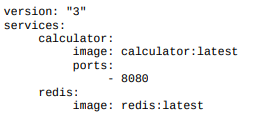 version: "3"
services:
    calculator:
        image: calculator:latest
        ports:
            - 8080
    redis:
        image: redis:latest